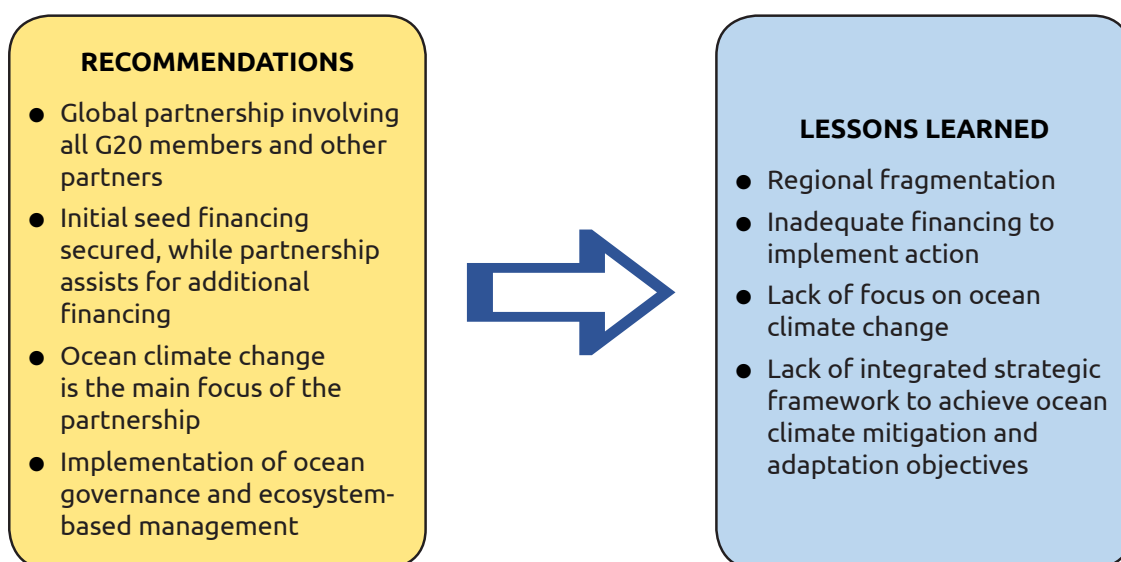 RECOMMENDATIONS
● Global partnership involving
all G20 members and other
partners
● Initial seed financing
secured, while partnership
assists for additional
financing
● Ocean climate change
is the main focus of the
partnership
● Implementation of ocean
governance and ecosystem-
based management
LESSONS LEARNED
● Regional fragmentation
● Inadequate financing to
implement action
● Lack of focus on ocean
climate change
● Lack of integrated strategic
framework to achieve ocean
climate mitigation and
adaptation objectives